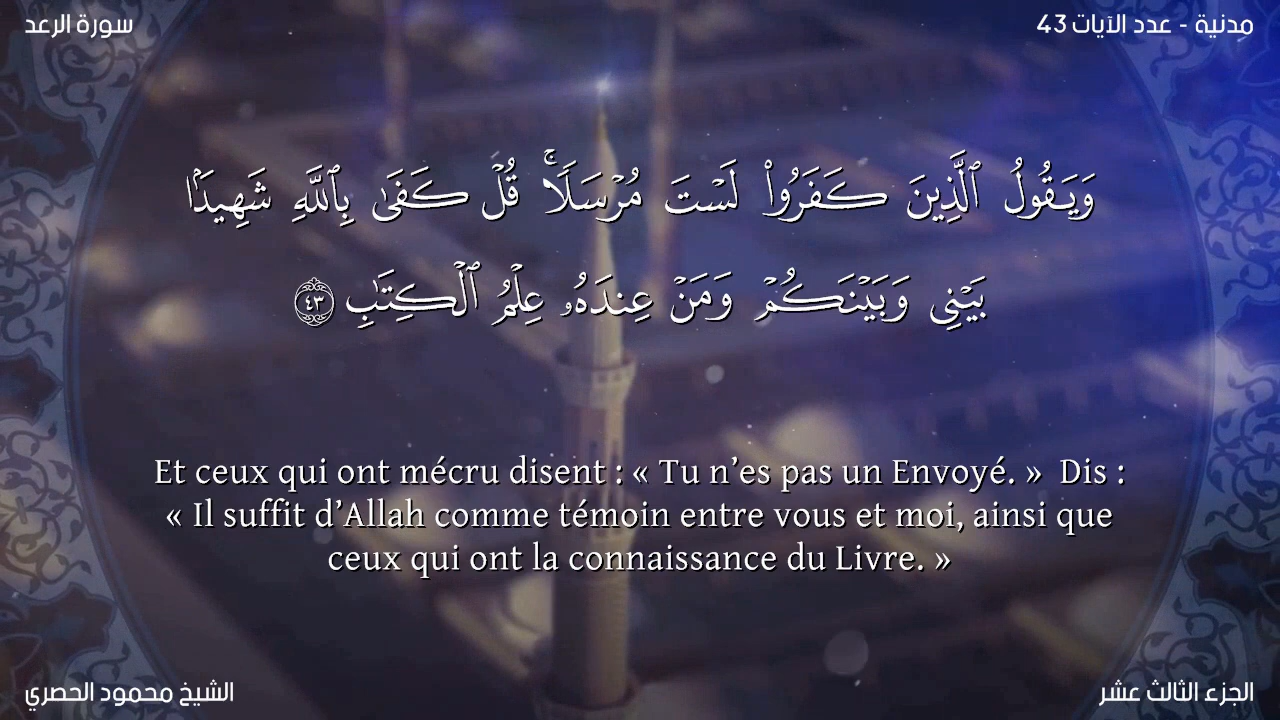 سورة الرعد
مدنية - عدد الآيات 43
وَيَقُولُ ٱلَّذِينَ كَفَرُوا۟ لَسْتَ مُرْسَلًۭا ۚ قُلْ كَفَىٰ بِٱللَّهِ شَهِيدًۢا
بَيْنِى وَبَيْنَكُمْ وَمَنْ عِندَهُۥ عِلْمُ ٱلْكِتَـٰبِ ٤٣
Et ceux qui ont mécru disent : « Tu n’es pas un Envoyé. » Dis :
« Il suffit d’Allah comme témoin entre vous et moi, ainsi que
ceux qui ont la connaissance du Livre. »
الشيخ محمود الحصري
الجزء الثالث عشر